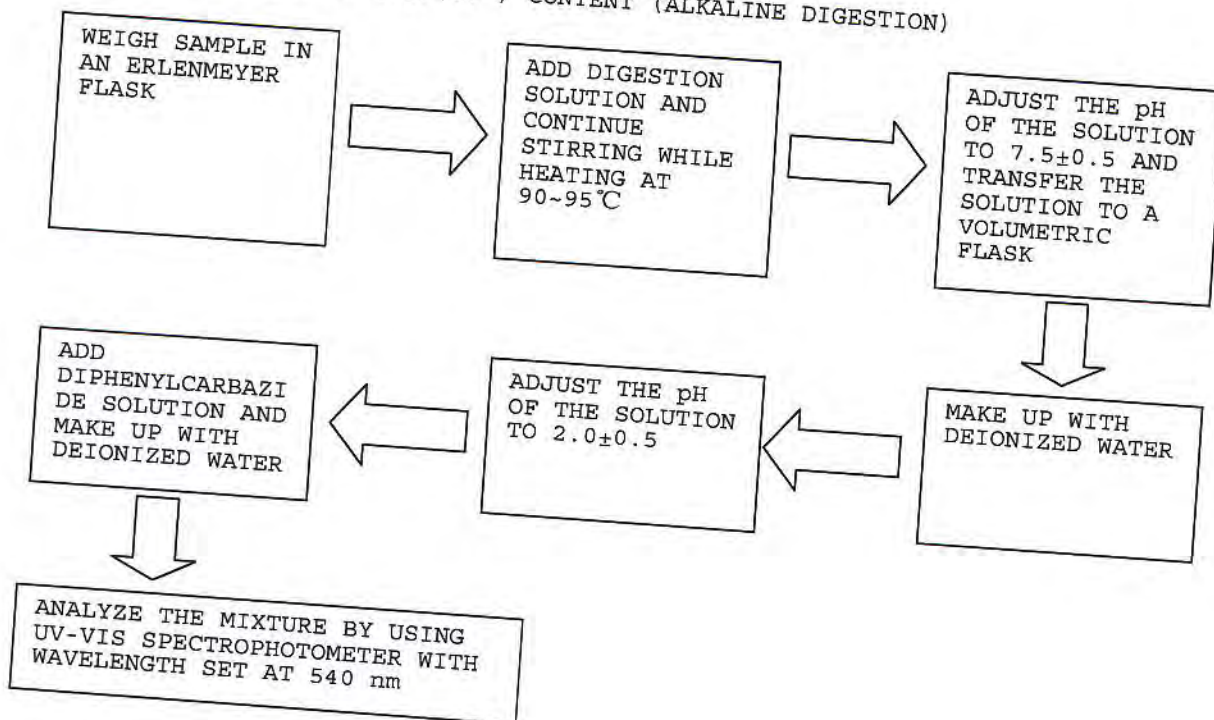 CONTENT (ALKALINE DIGESTION)
WEIGH SAMPLE IN
AN ERLENMEYER
FLASK
ADD DIGESTION
SOLUTION AND
CONTINUE
STIRRING WHILE
HEATING AT
90~95℃
ADJUST THE pH
OF THE SOLUTION
TO 7.5±0.5 AND
TRANSFER THE
SOLUTION TO A
VOLUMETRIC
FLASK
MAKE UP WITH
DEIONIZED WATER
ADJUST THE pH
OF THE SOLUTION
TO 2.0±0.5
ADD
DIPHENYLCARBAZI
DE SOLUTION AND
MAKE UP WITH
DEIONIZED WATER
ANALYZE THE MIXTURE BY USING
UV-VIS SPECTROPHOTOMETER WITH
WAVELENGTH SET AT 540 nm